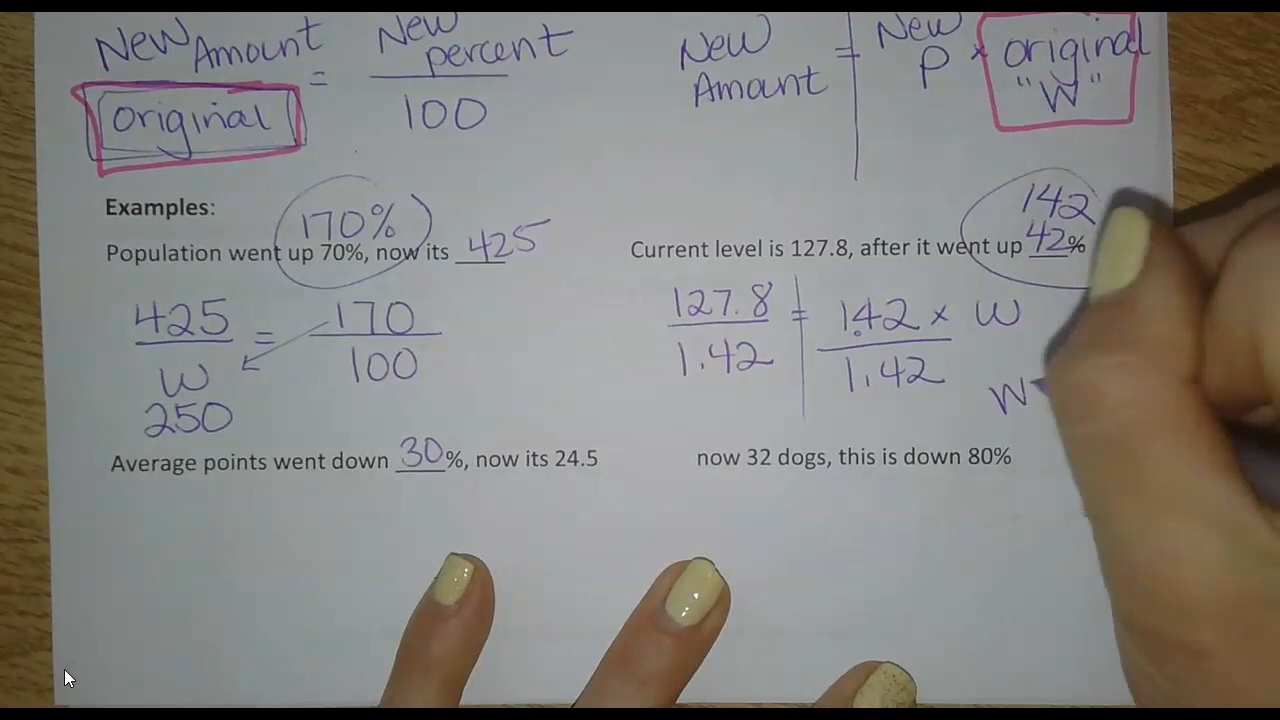 New Amount = New percent
original 100
New Amount = New P × original "W"
Examples:
170%
Population went up 70%, now its 425
425 = 170
W 100
250
142
Current level is 127.8, after it went up 42%
127.8 = 1.42 × W
1.42 1.42
W
Average points went down 30%, now its 24.5
now 32 dogs, this is down 80%